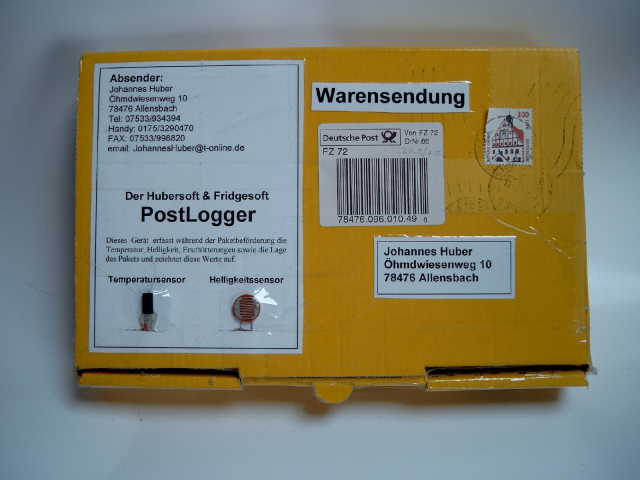 Absender:
Johannes Huber
Öhmdwiesenweg 10
78476 Allensbach
Tel: 07533/934394
Handy: 0175/3290470
FAX: 07533/996820
email: JohannesHuber@t-online.de
Der Hubersoft & Fridgesoft
PostLogger
Dieses Gerät erfasst während der Paketbeförderung die
Temperatur, Helligkeit, Erschütterungen sowie die Lage
des Pakets und zeichnet diese Werte auf.
Temperatursensor Helligkeitssensor
Warensendung
Deutsche Post
Von FZ 72
FZ 72
78476.096.010.49 6
300
Johannes Huber
Öhmdwiesenweg 10
78476 Allensbach